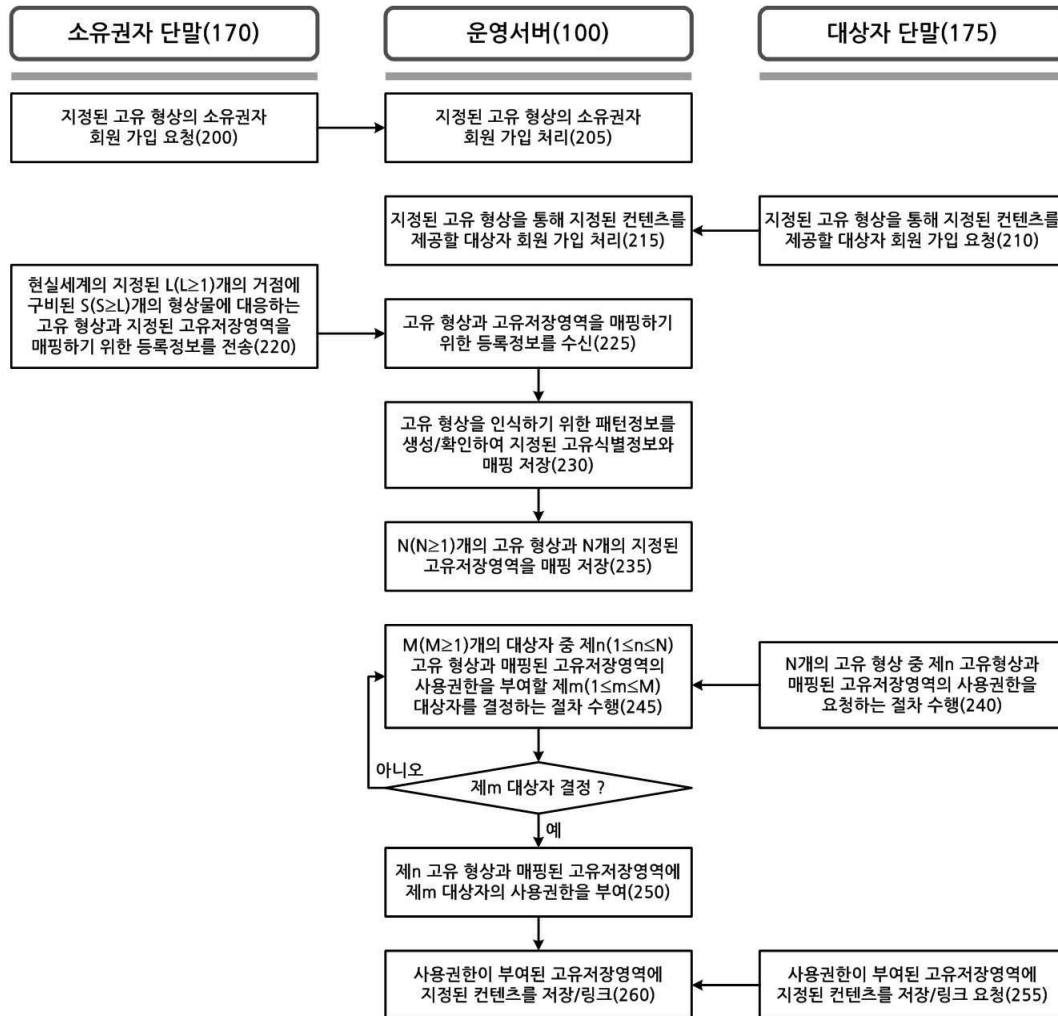 소유권자 단말(170)
운영서버(100)
대상자 단말(175)
지정된 고유 형상의 소유권자
회원 가입 요청(200)
지정된 고유 형상의 소유권자
회원 가입 처리(205)
지정된 고유 형상을 통해 지정된 컨텐츠를
제공할 대상자 회원 가입 처리(215)
지정된 고유 형상을 통해 지정된 컨텐츠를
제공할 대상자 회원 가입 요청(210)
현실세계의 지정된 L(L≥1)개의 거점에
구비된 S(S≥L)개의 형상물에 대응하는
고유 형상과 지정된 고유저장영역을
매핑하기 위한 등록정보를 전송(220)
고유 형상과 고유저장영역을 매핑하기
위한 등록정보를 수신(225)
고유 형상을 인식하기 위한 패턴정보를
생성/확인하여 지정된 고유식별정보와
매핑 저장(230)
N(N≥1)개의 고유 형상과 N개의 지정된
고유저장영역을 매핑 저장(235)
M(M≥1)개의 대상자 중 제n(1≤n≤N)
고유 형상과 매핑된 고유저장영역의
사용권한을 부여할 제m(1≤m≤M)
대상자를 결정하는 절차 수행(245)
N개의 고유 형상 중 제n 고유형상과
매핑된 고유저장영역의 사용권한을
요청하는 절차 수행(240)
아니오
제m 대상자 결정 ?
예
제n 고유 형상과 매핑된 고유저장영역에
제m 대상자의 사용권한을 부여(250)
사용권한이 부여된 고유저장영역에
지정된 컨텐츠를 저장/링크(260)
사용권한이 부여된 고유저장영역에
지정된 컨텐츠를 저장/링크 요청(255)